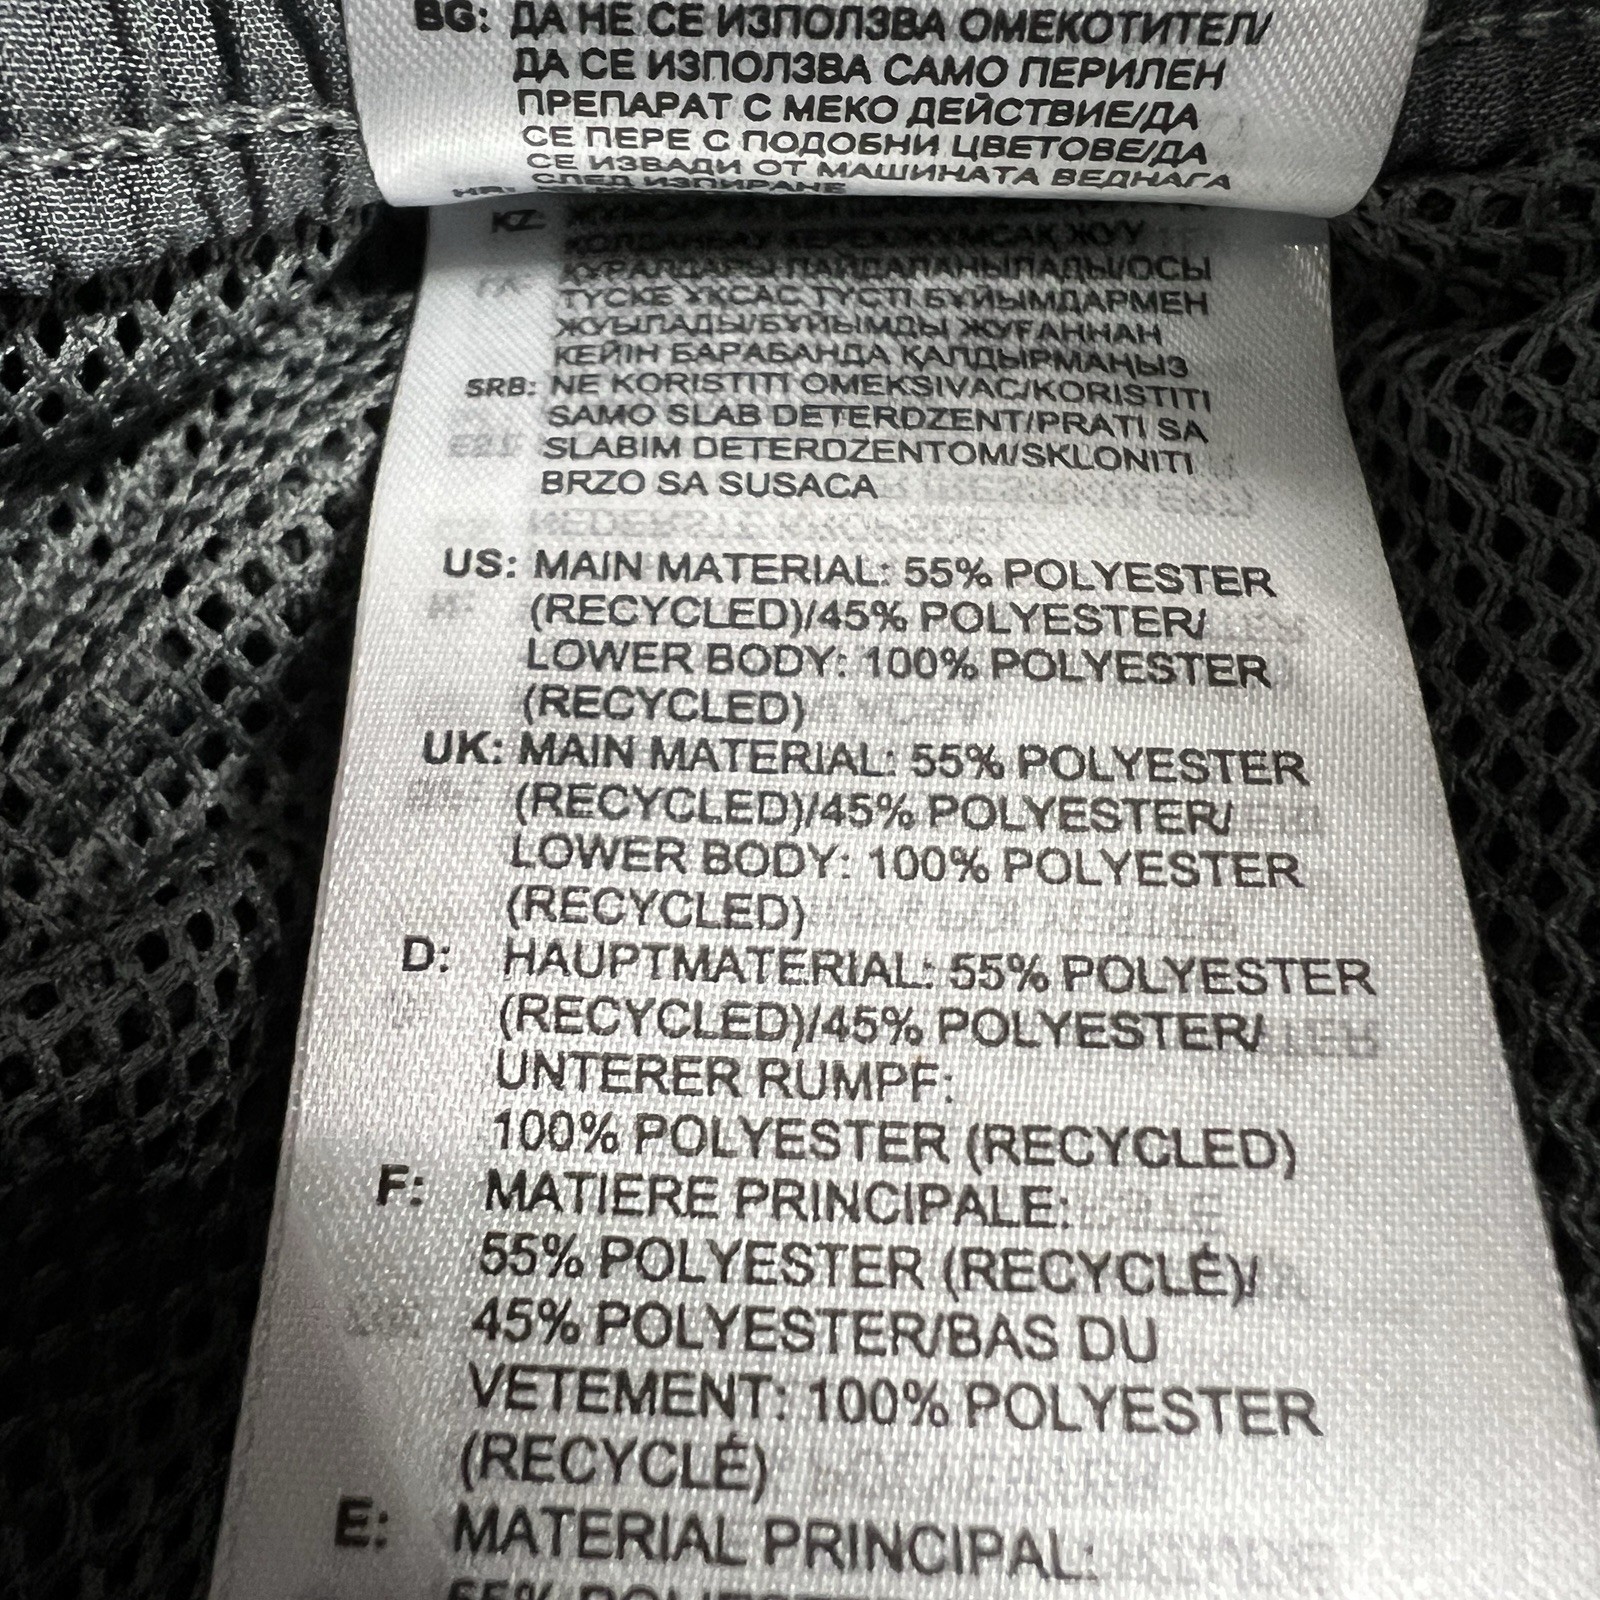 BG: ДА НЕ СЕ ИЗПОЛЗВА ОМЕКОТИТЕЛ/
ДА СЕ ИЗПОЛЗВА САМО ПЕРИЛЕН
ПРЕПАРАТ С МЕКО ДЕЙСТВИЕ/ДА
СЕ ПЕРЕ С ПОДОБНИ ЦВЕТОВЕ/ДА
СЕ ИЗВАДИ ОТ МАШИНАТА ВЕДНАГА
СЛЕД ИЗПИРАНЕ
KZ:
ЖУМСАҚ ЖУУ
ҚҰРАЛДАРЫ ПАЙДАЛАНЫЛАДЫ/ОСЫ
ТҮСКЕ ҰҚСАС ТҮСТІ БҰЙЫМДАРМЕН
ЖУЫЛАДЫ/БҰЙЫМДЫ ЖУҒАННАН
КЕЙІН БАРАБАНДА ҚАЛДЫРМАҢЫЗ
SRB: NE KORISTITI OMEKSIVAC/KORISTITI
SAMO SLAB DETERDZENT/PRATI SA
SLABIM DETERDZENTOM/SKLONITI
BRZO SA SUSACA
US: MAIN MATERIAL: 55% POLYESTER
(RECYCLED)/45% POLYESTER/
LOWER BODY: 100% POLYESTER
(RECYCLED)
UK: MAIN MATERIAL: 55% POLYESTER
(RECYCLED)/45% POLYESTER/
LOWER BODY: 100% POLYESTER
(RECYCLED)
D: HAUPTMATERIAL: 55% POLYESTER
(RECYCLED)/45% POLYESTER/
UNTERER RUMPF:
100% POLYESTER (RECYCLED)
F: MATIERE PRINCIPALE:
55% POLYESTER (RECYCLÉ)/
45% POLYESTER/BAS DU
VETEMENT: 100% POLYESTER
(RECYCLÉ)
E: MATERIAL PRINCIPAL:
55% POLIESTER